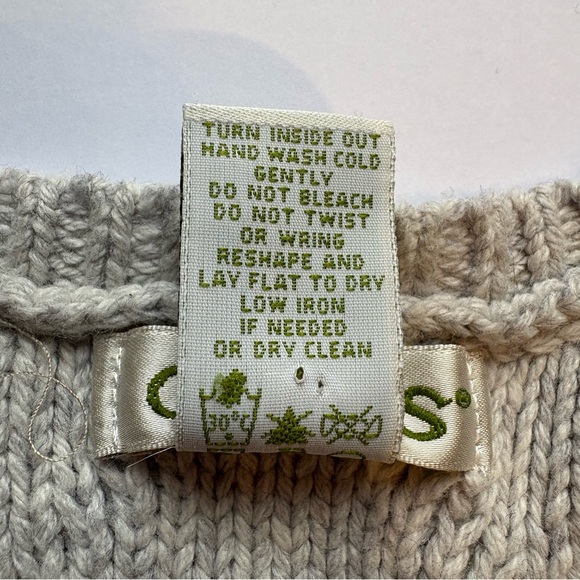 TURN INSIDE OUT
HAND WASH COLD
GENTLY
DO NOT BLEACH
DO NOT TWIST
OR WRING
RESHAPE AND
LAY FLAT TO DRY
LOW IRON
IF NEEDED
OR DRY CLEAN
30°C
S®